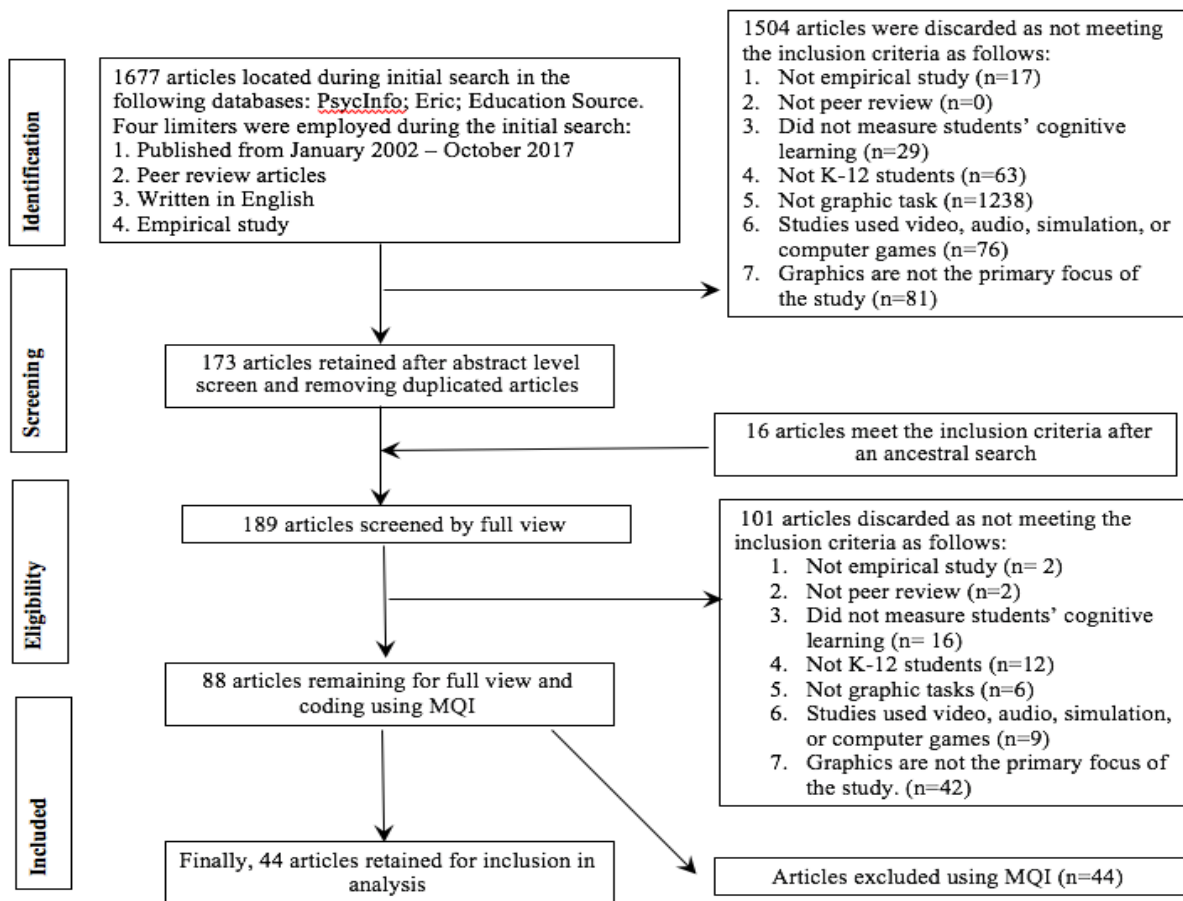 Identification
1677 articles located during initial search in the
following databases: PsycInfo; Eric; Education Source.
Four limiters were employed during the initial search:
1. Published from January 2002 – October 2017
2. Peer review articles
3. Written in English
4. Empirical study
1504 articles were discarded as not meeting
the inclusion criteria as follows:
1. Not empirical study (n=17)
2. Not peer review (n=0)
3. Did not measure students’ cognitive
learning (n=29)
4. Not K-12 students (n=63)
5. Not graphic task (n=1238)
6. Studies used video, audio, simulation, or
computer games (n=76)
7. Graphics are not the primary focus of
the study (n=81)
Screening
173 articles retained after abstract level
screen and removing duplicated articles
16 articles meet the inclusion criteria after
an ancestral search
Eligibility
189 articles screened by full view
101 articles discarded as not meeting the
inclusion criteria as follows:
1. Not empirical study (n= 2)
2. Not peer review (n=2)
3. Did not measure students’ cognitive
learning (n= 16)
4. Not K-12 students (n=12)
5. Not graphic tasks (n=6)
6. Studies used video, audio, simulation,
or computer games (n=9)
7. Graphics are not the primary focus of
the study. (n=42)
88 articles remaining for full view and
coding using MQI
Included
Finally, 44 articles retained for inclusion in
analysis
Articles excluded using MQI (n=44)